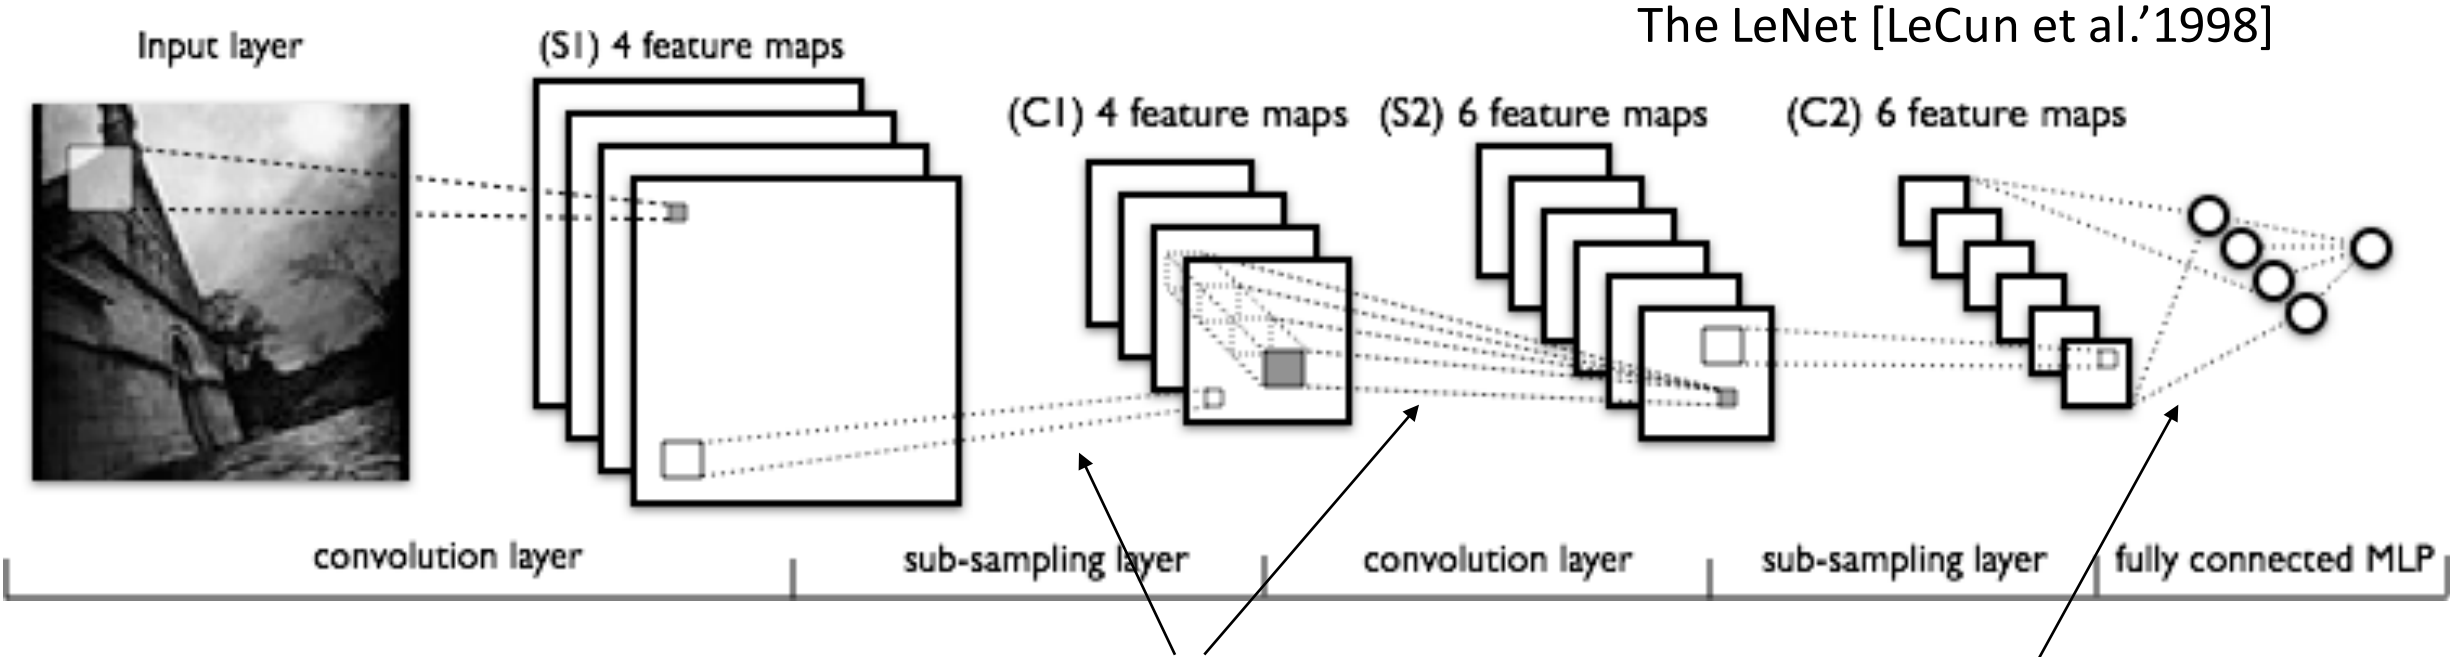 The LeNet [LeCun et al.’1998]
Input layer
(S1) 4 feature maps
(C1) 4 feature maps
(S2) 6 feature maps
(C2) 6 feature maps
convolution layer
sub-sampling layer
convolution layer
sub-sampling layer
fully connected MLP